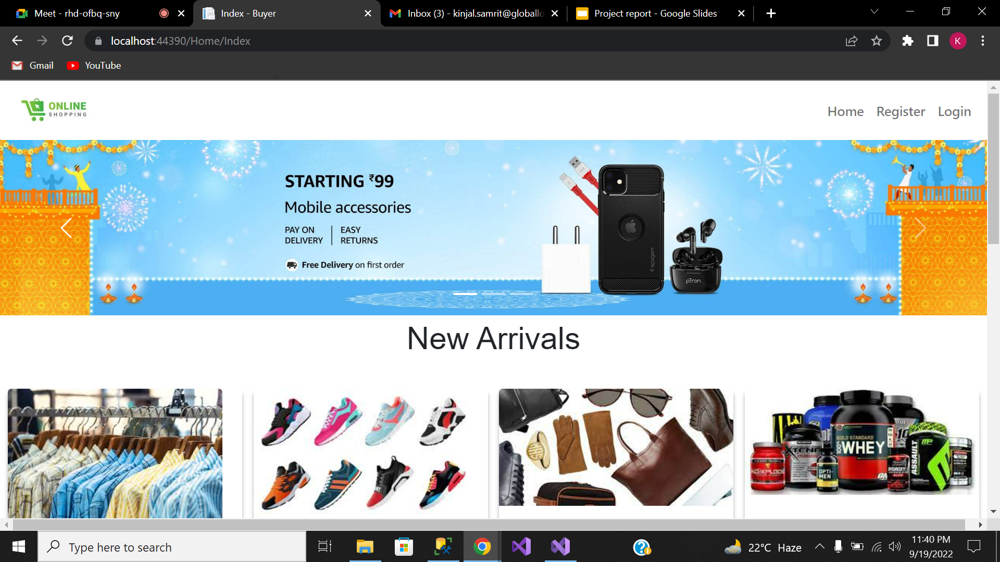 Meet - rhd-ofbq-sny
Index - Buyer
Inbox (3) - kinjal.samrit@globallo
Project report - Google Slides
localhost:44390/Home/Index
K
Gmail
YouTube
ONLINE
SHOPPING
Home
Register
Login
STARTING ₹99
Mobile accessories
PAY ON
DELIVERY
EASY
RETURNS
Free Delivery on first order
spigen
pTron
New Arrivals
GOLD STANDARD
100% WHEY
XTEND
N.O.-XPLODE
OPTI-
MEN
HYDROXY
ELITE
ASSAULT
MP
Type here to search
22°C Haze
11:40 PM
9/19/2022